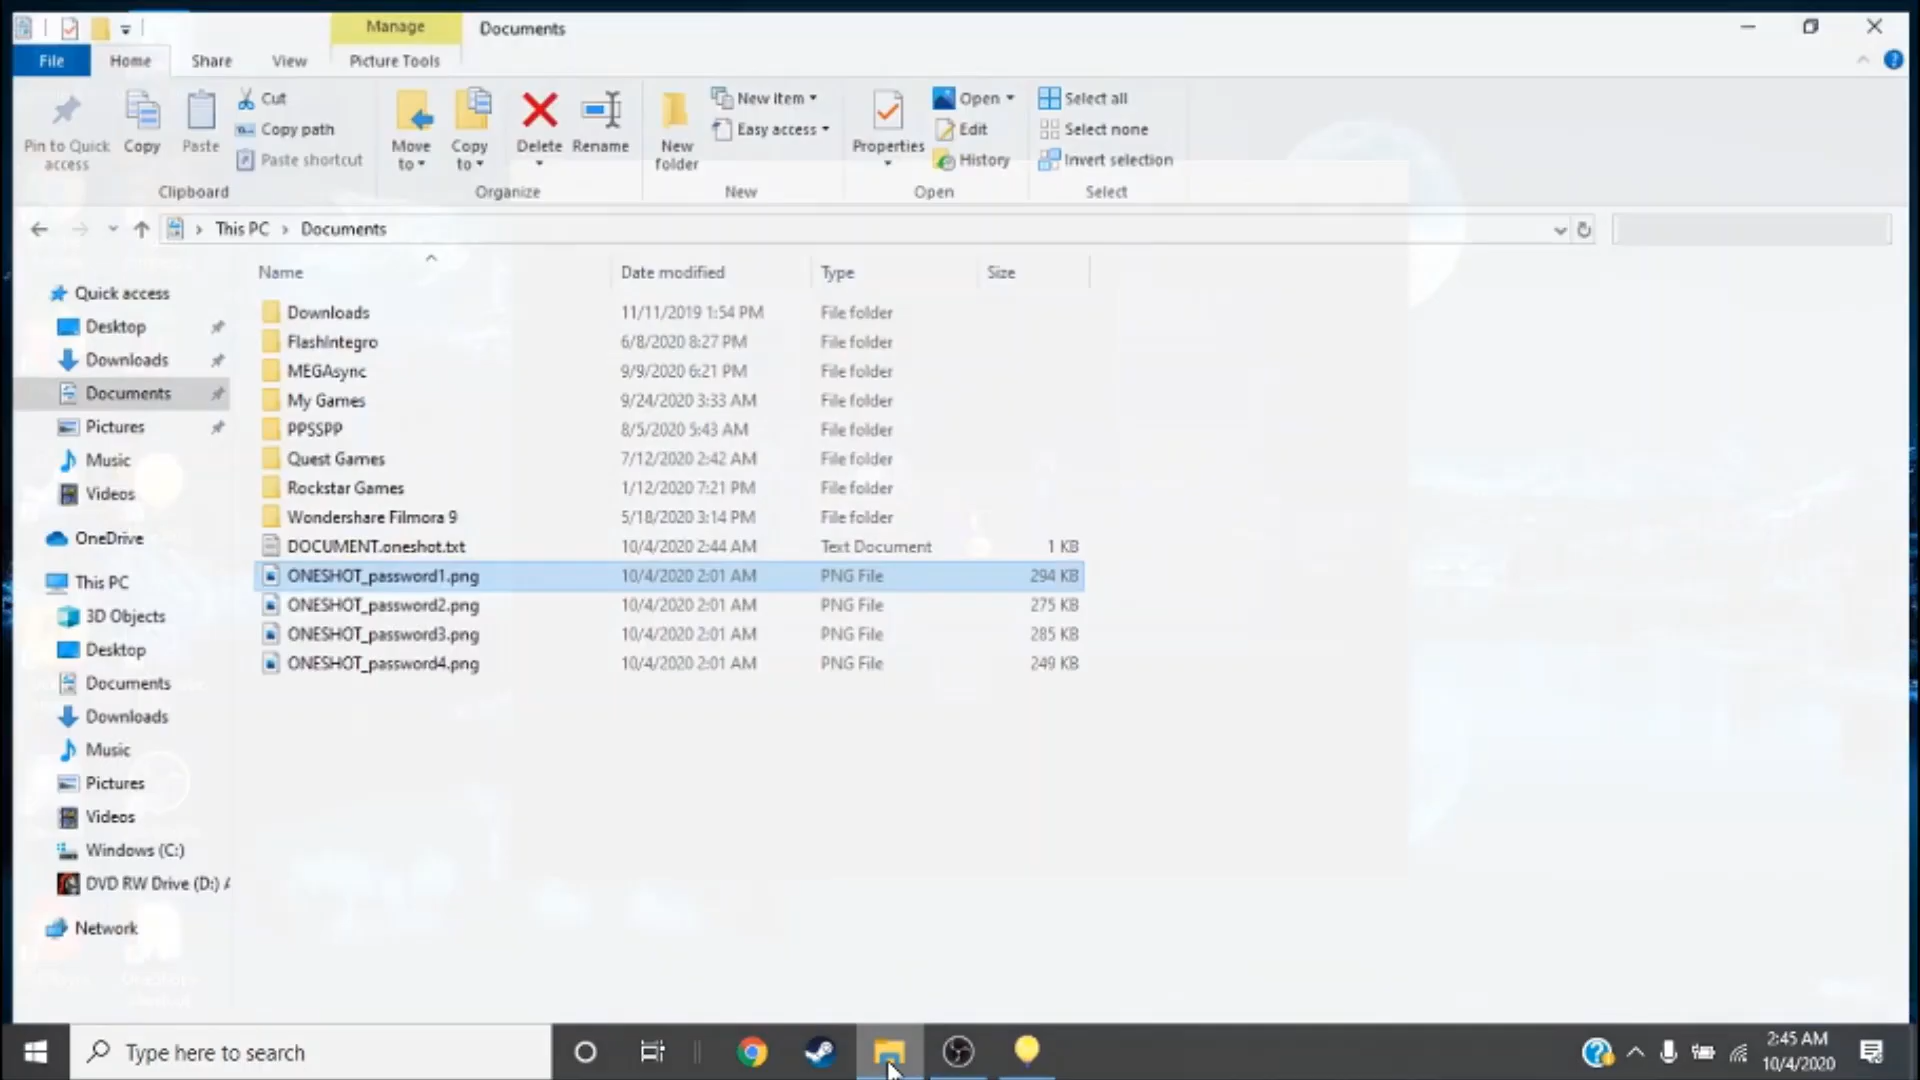 Manage
Documents
File
Home
Share
View
Picture Tools
Pin to Quick access
Copy
Paste
Cut
Copy path
Paste shortcut
Clipboard
Move to
Copy to
Delete
Rename
Organize
New folder
New item
Easy access
New
Properties
Open
Edit
History
Open
Select all
Select none
Invert selection
Select
This PC > Documents
Name Date modified Type Size
Downloads 11/11/2019 1:54 PM File folder
FlashIntegro 6/8/2020 8:27 PM File folder
MEGAsync 9/9/2020 6:21 PM File folder
My Games 9/24/2020 3:33 AM File folder
PPSSPP 8/5/2020 5:43 AM File folder
Quest Games 7/12/2020 2:42 AM File folder
Rockstar Games 1/12/2020 7:21 PM File folder
Wondershare Filmora 9 5/18/2020 3:14 PM File folder
DOCUMENT.oneshot.txt 10/4/2020 2:44 AM Text Document 1 KB
ONESHOT_password1.png 10/4/2020 2:01 AM PNG File 294 KB
ONESHOT_password2.png 10/4/2020 2:01 AM PNG File 275 KB
ONESHOT_password3.png 10/4/2020 2:01 AM PNG File 285 KB
ONESHOT_password4.png 10/4/2020 2:01 AM PNG File 249 KB
Quick access
Desktop
Downloads
Documents
Pictures
Music
Videos
OneDrive
This PC
3D Objects
Desktop
Documents
Downloads
Music
Pictures
Videos
Windows (C:)
DVD RW Drive (D:) A
Network
Type here to search
2:45 AM
10/4/2020